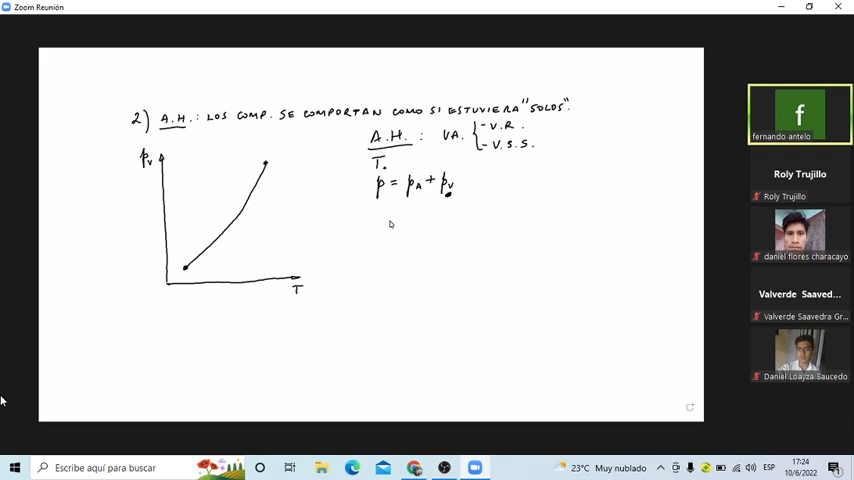 Zoom Reunión
2) A.H.: LOS COMP. SE COMPORTAN COMO SI ESTUVIERA "SOLOS".
A.H. : VA. { - V.R.
- V.S.S.
T.
p = pA + pV
pV
T
f
fernando antelo
Roly Trujillo
Roly Trujillo
daniel flores characayo
Valverde Saaved...
Valverde Saavedra Gr...
Daniel Loayza Saucedo
Escribe aquí para buscar
23°C Muy nublado
ESP
17:24
10/6/2022
1